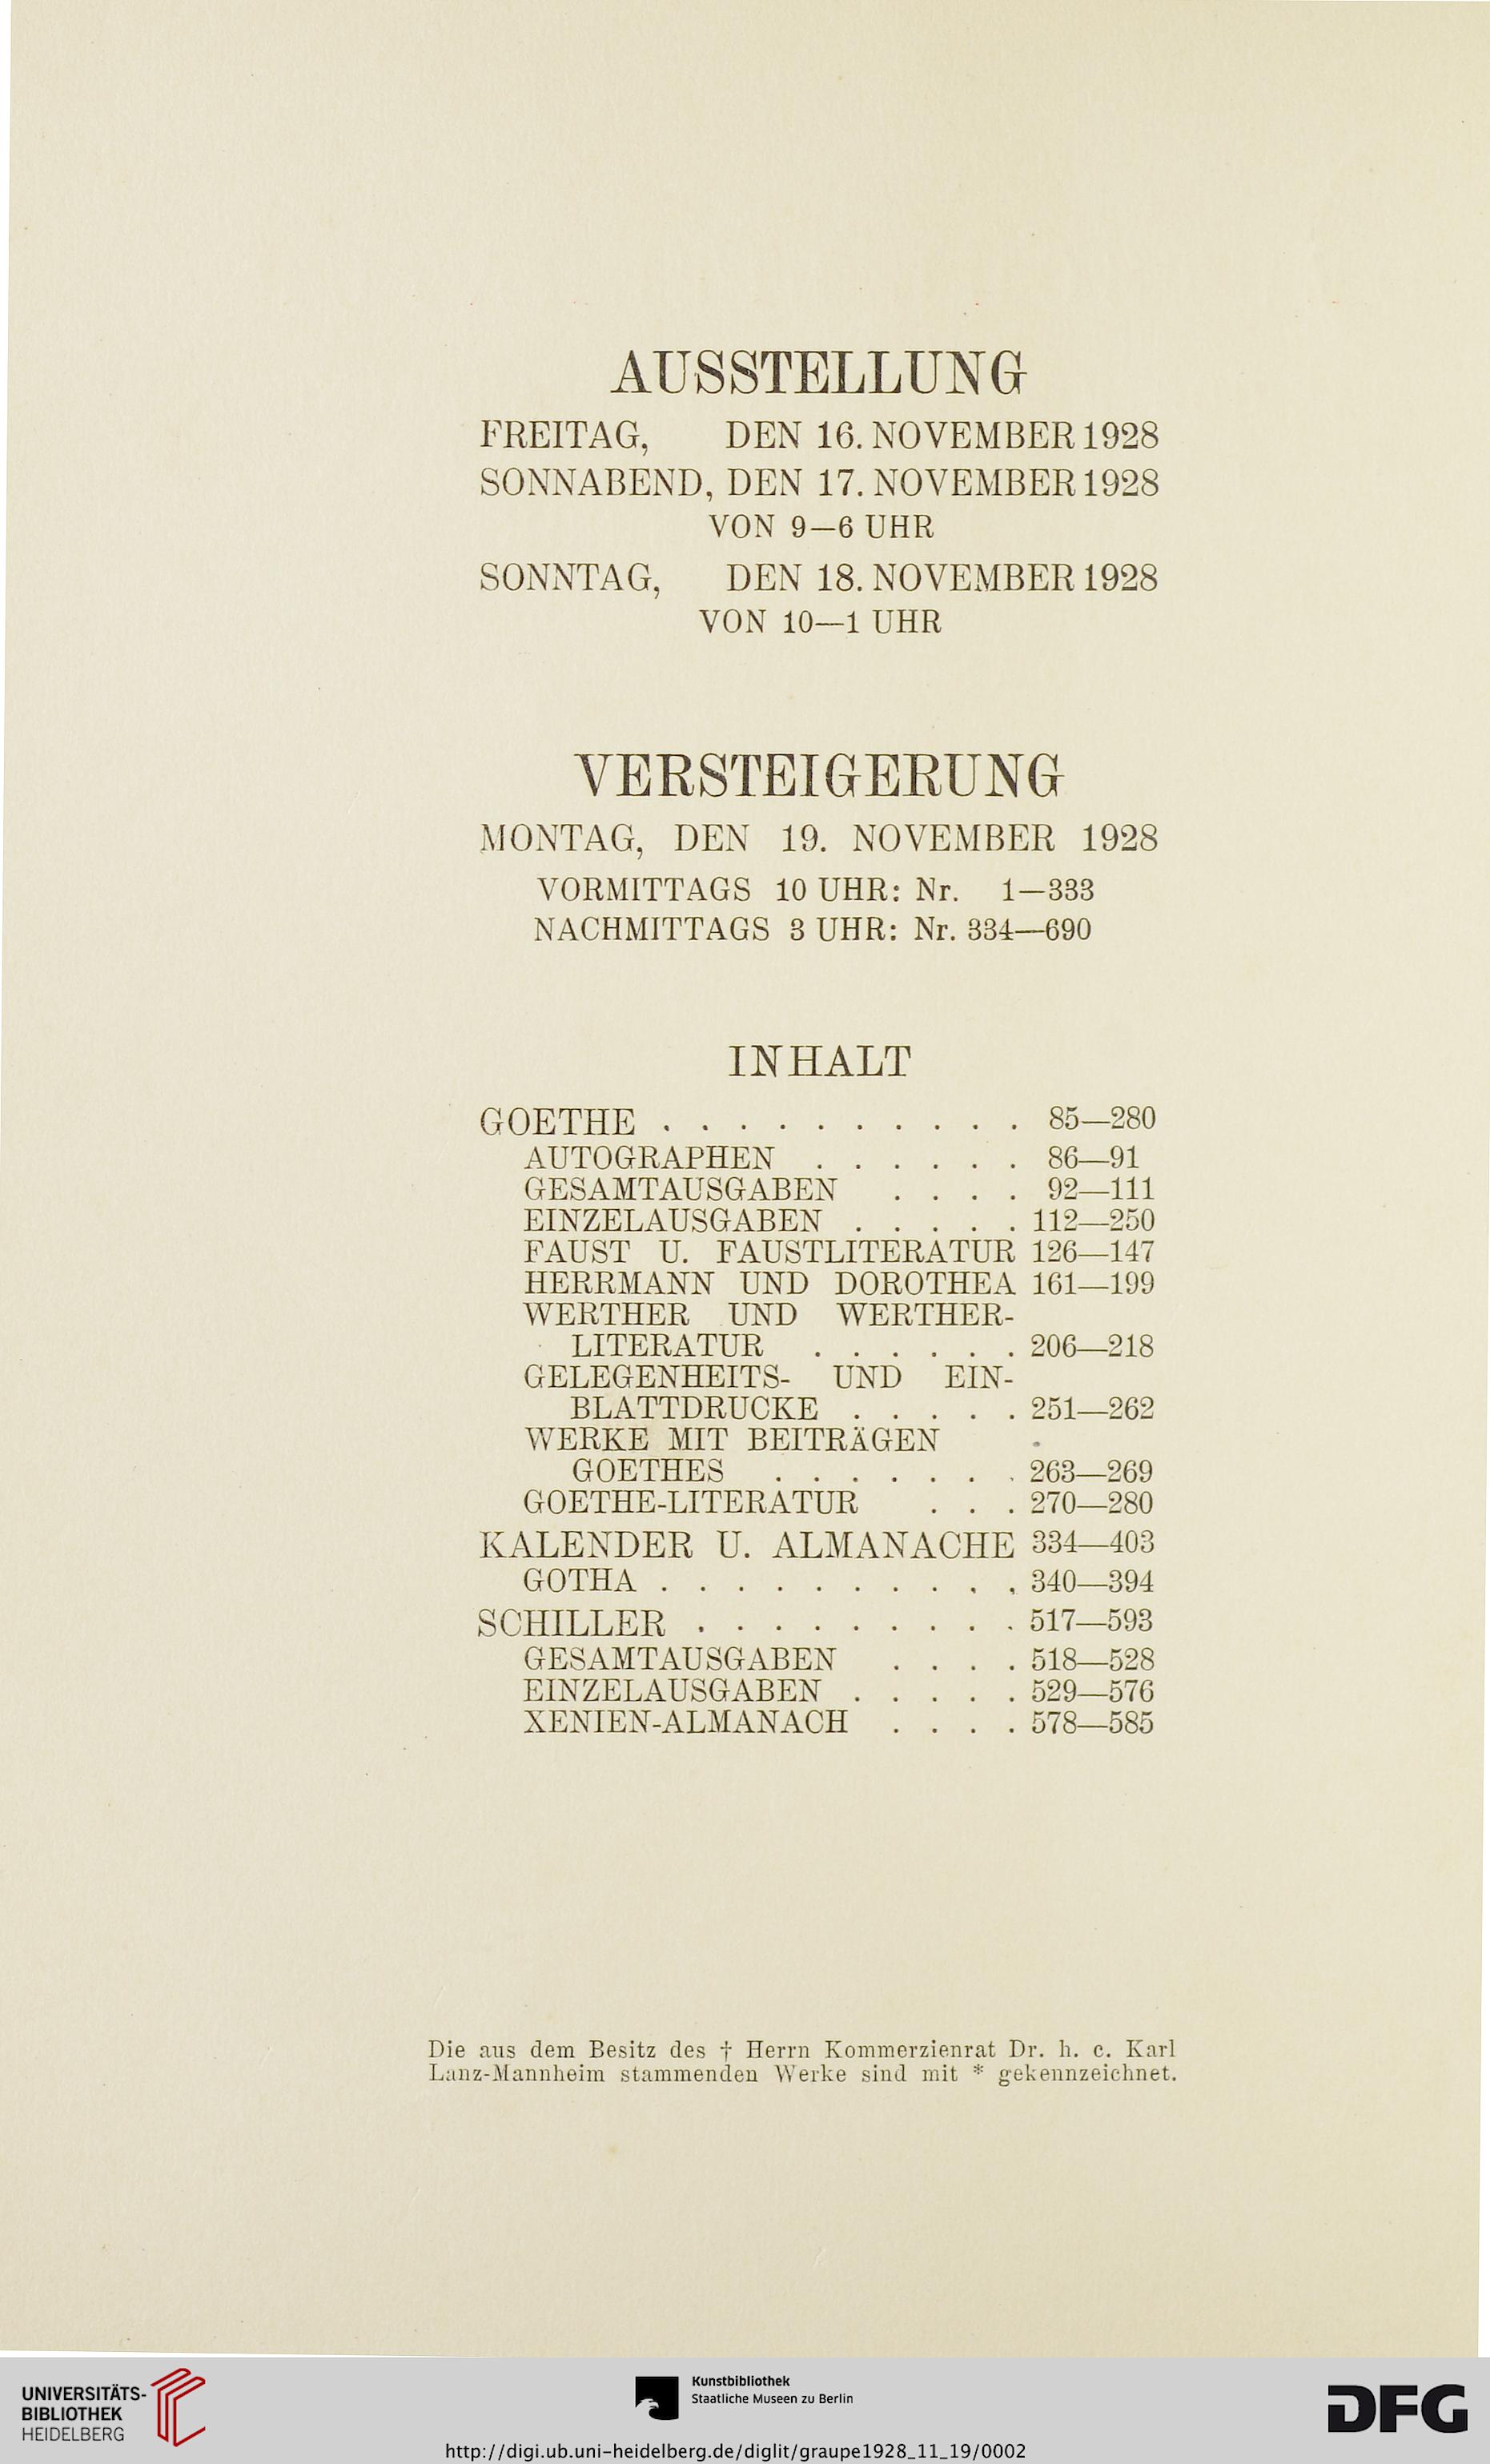 AUSSTELLUNG
FREITAG, DEN 16. NOVEMBER 1928
SONNABEND, DEN 17. NOVEMBER 1928
VON 9—6 UHR
SONNTAG, DEN 18. NOVEMBER 1928
VON 10—1 UHR
VERSTEIGERUNG
MONTAG, DEN 19. NOVEMBER 1928
VORMITTAGS 10 UHR: Nr. 1—333
NACHMITTAGS 3 UHR: Nr. 334—690
INHALT
GOETHE . . . . . . . . . . 85—280
AUTOGRAPHEN . . . . . . 86—91
GESAMTAUSGABEN . . . . 92—111
EINZELAUSGABEN . . . . . 112—250
FAUST U. FAUSTLITERATUR 126—147
HERRMANN UND DOROTHEA 161—199
WERTHER UND WERTHER-
LITERATUR . . . . . . 206—218
GELEGENHEITS- UND EIN-
BLATTDRUCKE . . . . . 251—262
WERKE MIT BEITRÄGEN
GOETHES . . . . . . . 263—269
GOETHE-LITERATUR . . . 270—280
KALENDER U. ALMANACHE 334—403
GOTHA . . . . . . . . . . 340—394
SCHILLER . . . . . . . . . 517—593
GESAMTAUSGABEN . . . . 518—528
EINZELAUSGABEN . . . . . 529—576
XENIEN-ALMANACH . . . . 578—585
Die aus dem Besitz des † Herrn Kommerzienrat Dr. h. c. Karl
Lanz-Mannheim stammenden Werke sind mit * gekennzeichnet.
UNIVERSITÄTS-
BIBLIOTHEK
HEIDELBERG
Kunstbibliothek
Staatliche Museen zu Berlin
DFG
http://digi.ub.uni-heidelberg.de/diglit/graupe1928_11_19/0002